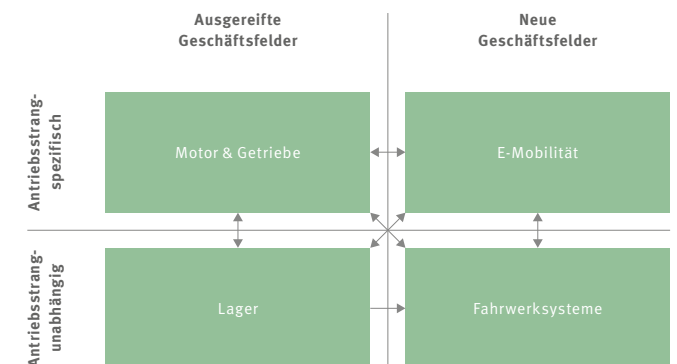 Ausgereifte
Geschäftsfelder
Neue
Geschäftsfelder
Antriebsstrang-
spezifisch
Motor & Getriebe
E-Mobilität
Antriebsstrang-
unabhängig
Lager
Fahrwerksysteme